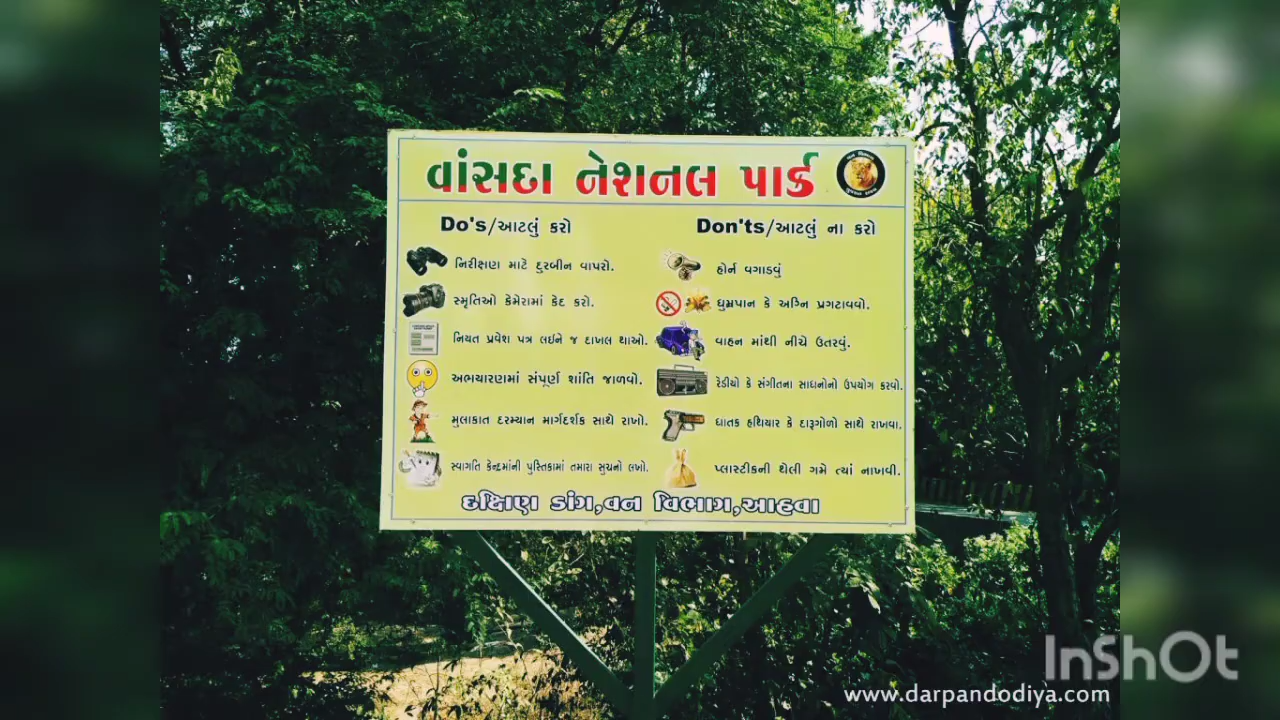 વાંસદા નેશનલ પાર્ક
Do's/આટલું કરો
નિરીક્ષણ માટે દુરબીન વાપરો.
સ્મૃતિઓ કેમેરામાં કેદ કરો.
નિયત પ્રવેશ પત્ર લઈને જ દાખલ થાઓ.
અભયારણમાં સંપૂર્ણ શાંતિ જાળવો.
મુલાકાત દરમ્યાન માર્ગદર્શક સાથે રાખો.
સ્વાગતિ કેન્દ્રમાંની પુસ્તિકામાં તમારા સુચનો લખો.
Don'ts/આટલું ના કરો
હોર્ન વગાડવું
ધુમ્રપાન કે અગ્નિ પ્રગટાવવો.
વાહન માંથી નીચે ઉતરવું.
રેડીયો કે સંગીતના સાધનોનો ઉપયોગ કરવો.
ઘાતક હથિયાર કે દારૂગોળો સાથે રાખવા.
પ્લાસ્ટીકની થેલી ગમે ત્યાં નાખવી.
દક્ષિણ ડાંગ,વન વિભાગ,આહવા
InShOt
www.darpandodiya.com